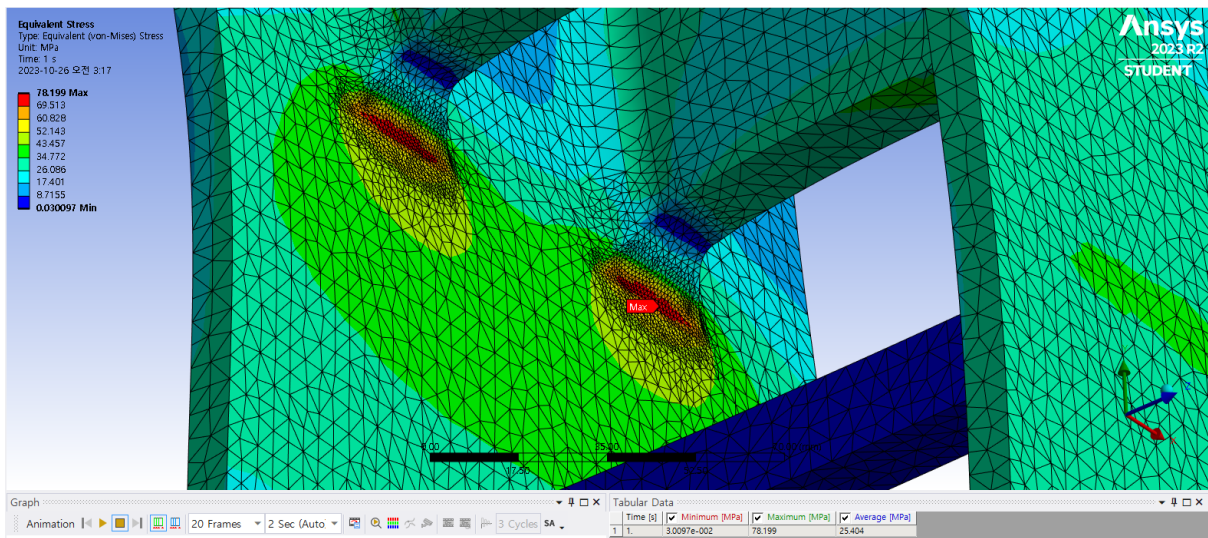 Equivalent Stress
Type: Equivalent (von-Mises) Stress
Unit: MPa
Time: 1 s
2023-10-26 오전 3:17
78.199 Max
69.513
60.828
52.143
43.457
34.772
26.086
17.401
8.7155
0.030097 Min
Ansys
2023 R2
STUDENT
Max
35.00
17.50
Graph
Animation
20 Frames
2 Sec (Auto
3 Cycles
Tabular Data
Time [s] Minimum [MPa] Maximum [MPa] Average [MPa]
1 1. 3.0097e-002 78.199 25.404